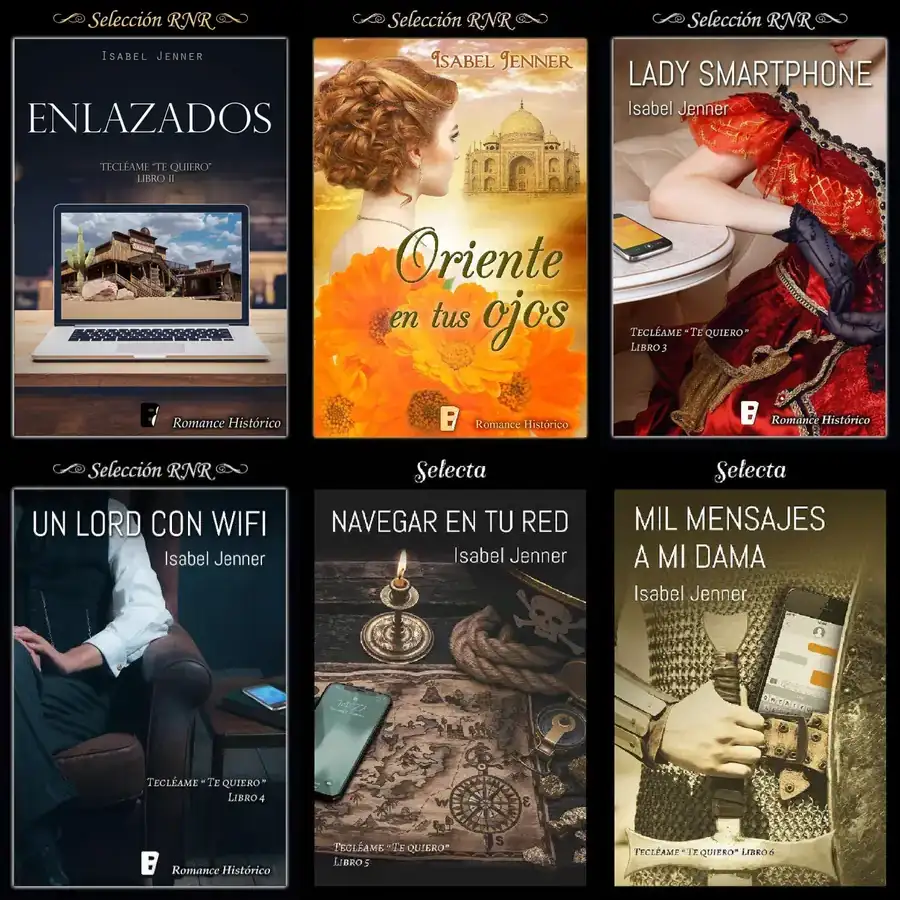 Selección RNR
Isabel Jenner
ENLAZADOS
Tecléame “Te quiero”
Libro II
Romance Histórico
Selección RNR
Isabel Jenner
Oriente
en tus ojos
Romance Histórico
Selección RNR
LADY SMARTPHONE
Isabel Jenner
Tecléame “Te quiero”
Libro 3
Romance Histórico
Selección RNR
UN LORD CON WIFI
Isabel Jenner
Tecléame “Te quiero”
Libro 4
Romance Histórico
Selecta
NAVEGAR EN TU RED
Isabel Jenner
W
E
S
Tecléame “Te quiero”
Libro 5
Selecta
MIL MENSAJES
A MI DAMA
Isabel Jenner
Tecléame “Te quiero” Libro 6